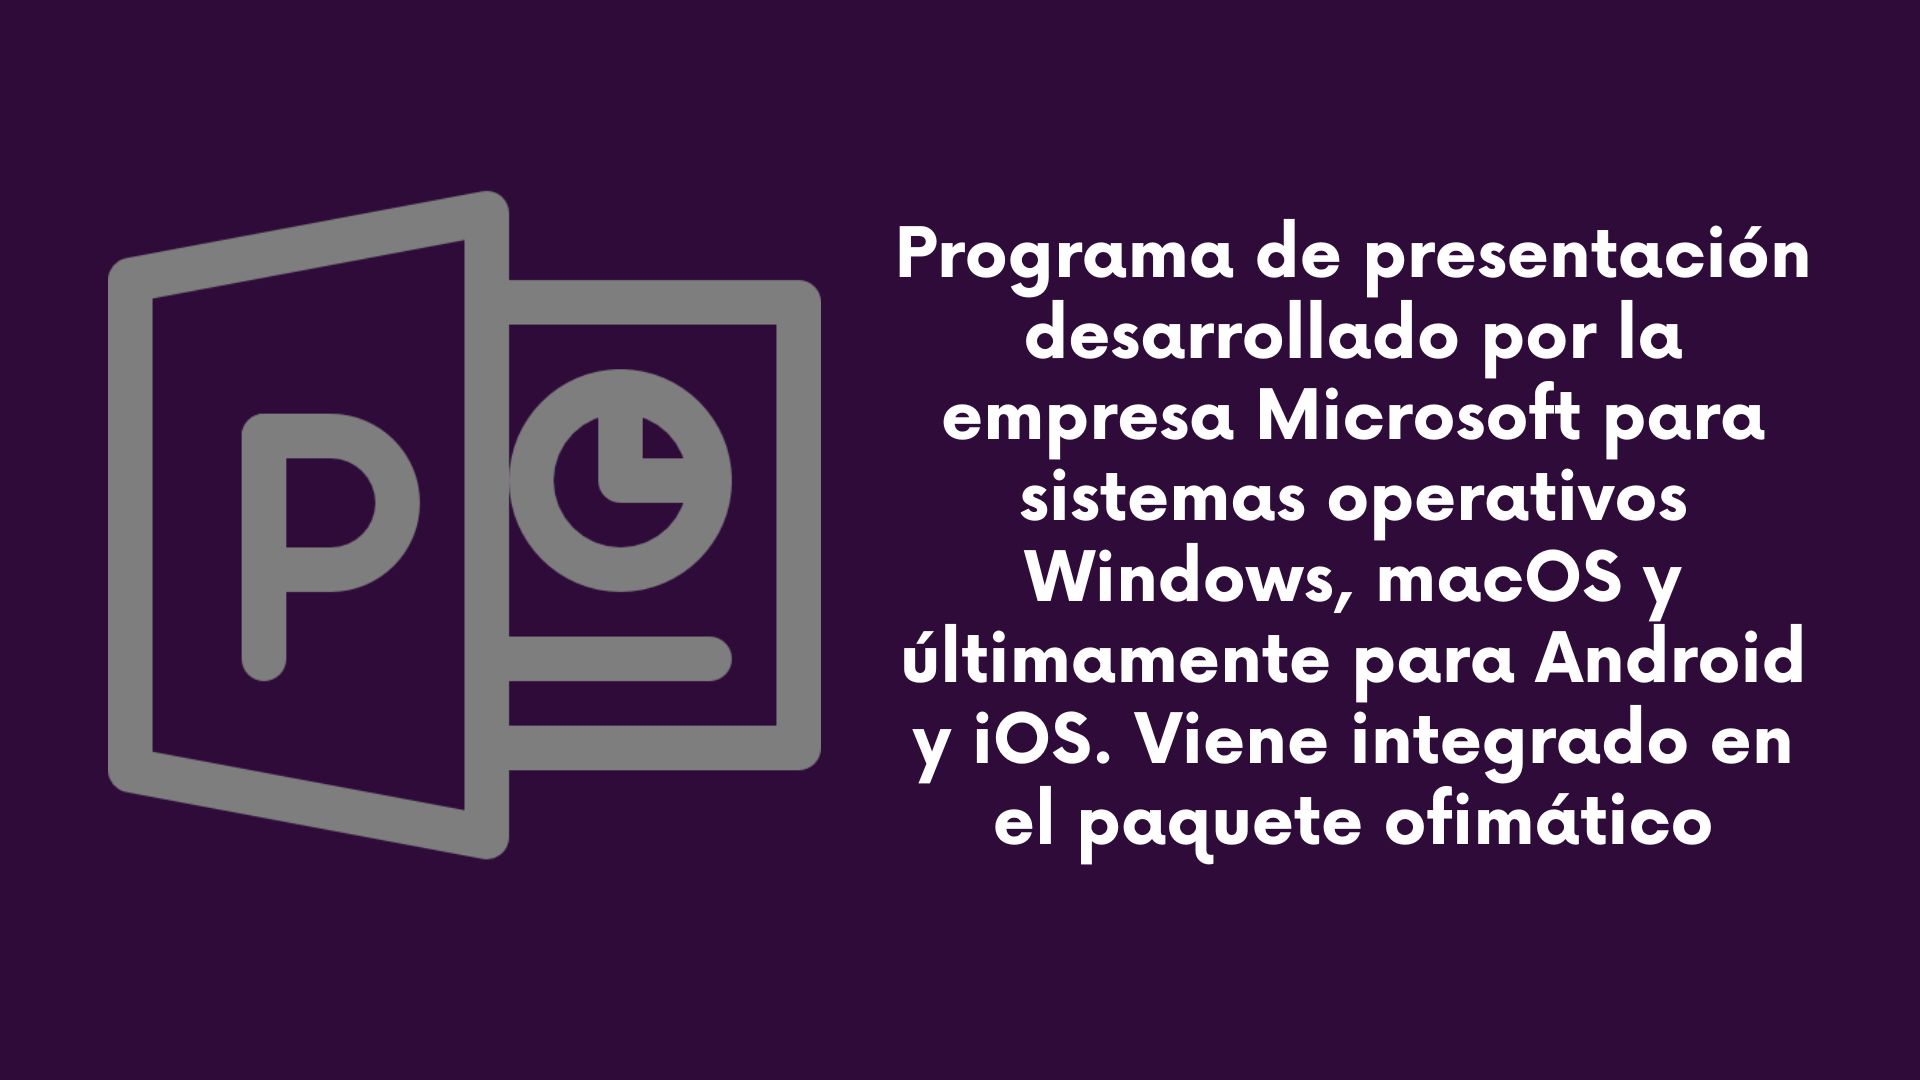 P
Programa de presentación
desarrollado por la
empresa Microsoft para
sistemas operativos
Windows, macOS y
últimamente para Android
y iOS. Viene integrado en
el paquete ofimático